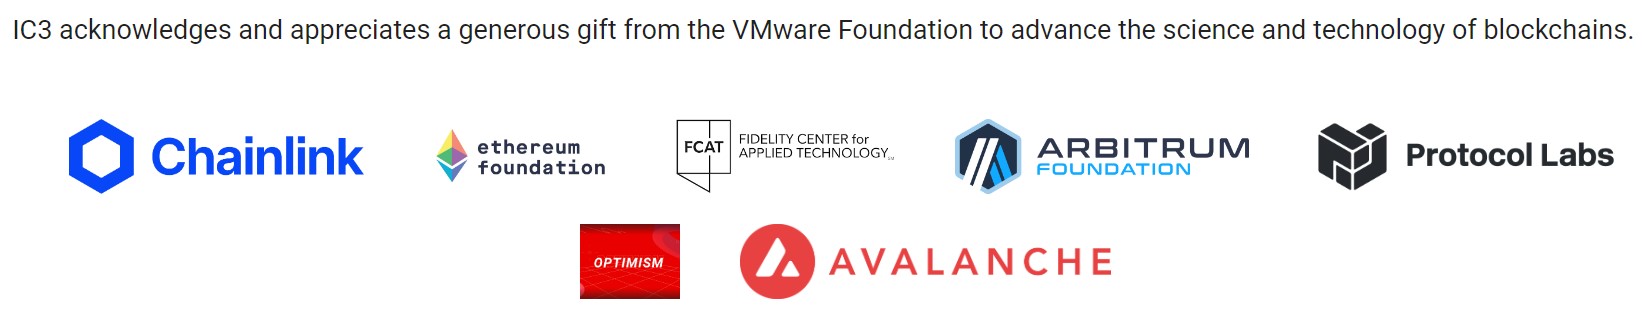 IC3 acknowledges and appreciates a generous gift from the VMware Foundation to advance the science and technology of blockchains.
Chainlink
ethereum
foundation
FCAT
FIDELITY CENTER for
APPLIED TECHNOLOGY
ARBITRUM
FOUNDATION
Protocol Labs
OPTIMISM
AVALANCHE